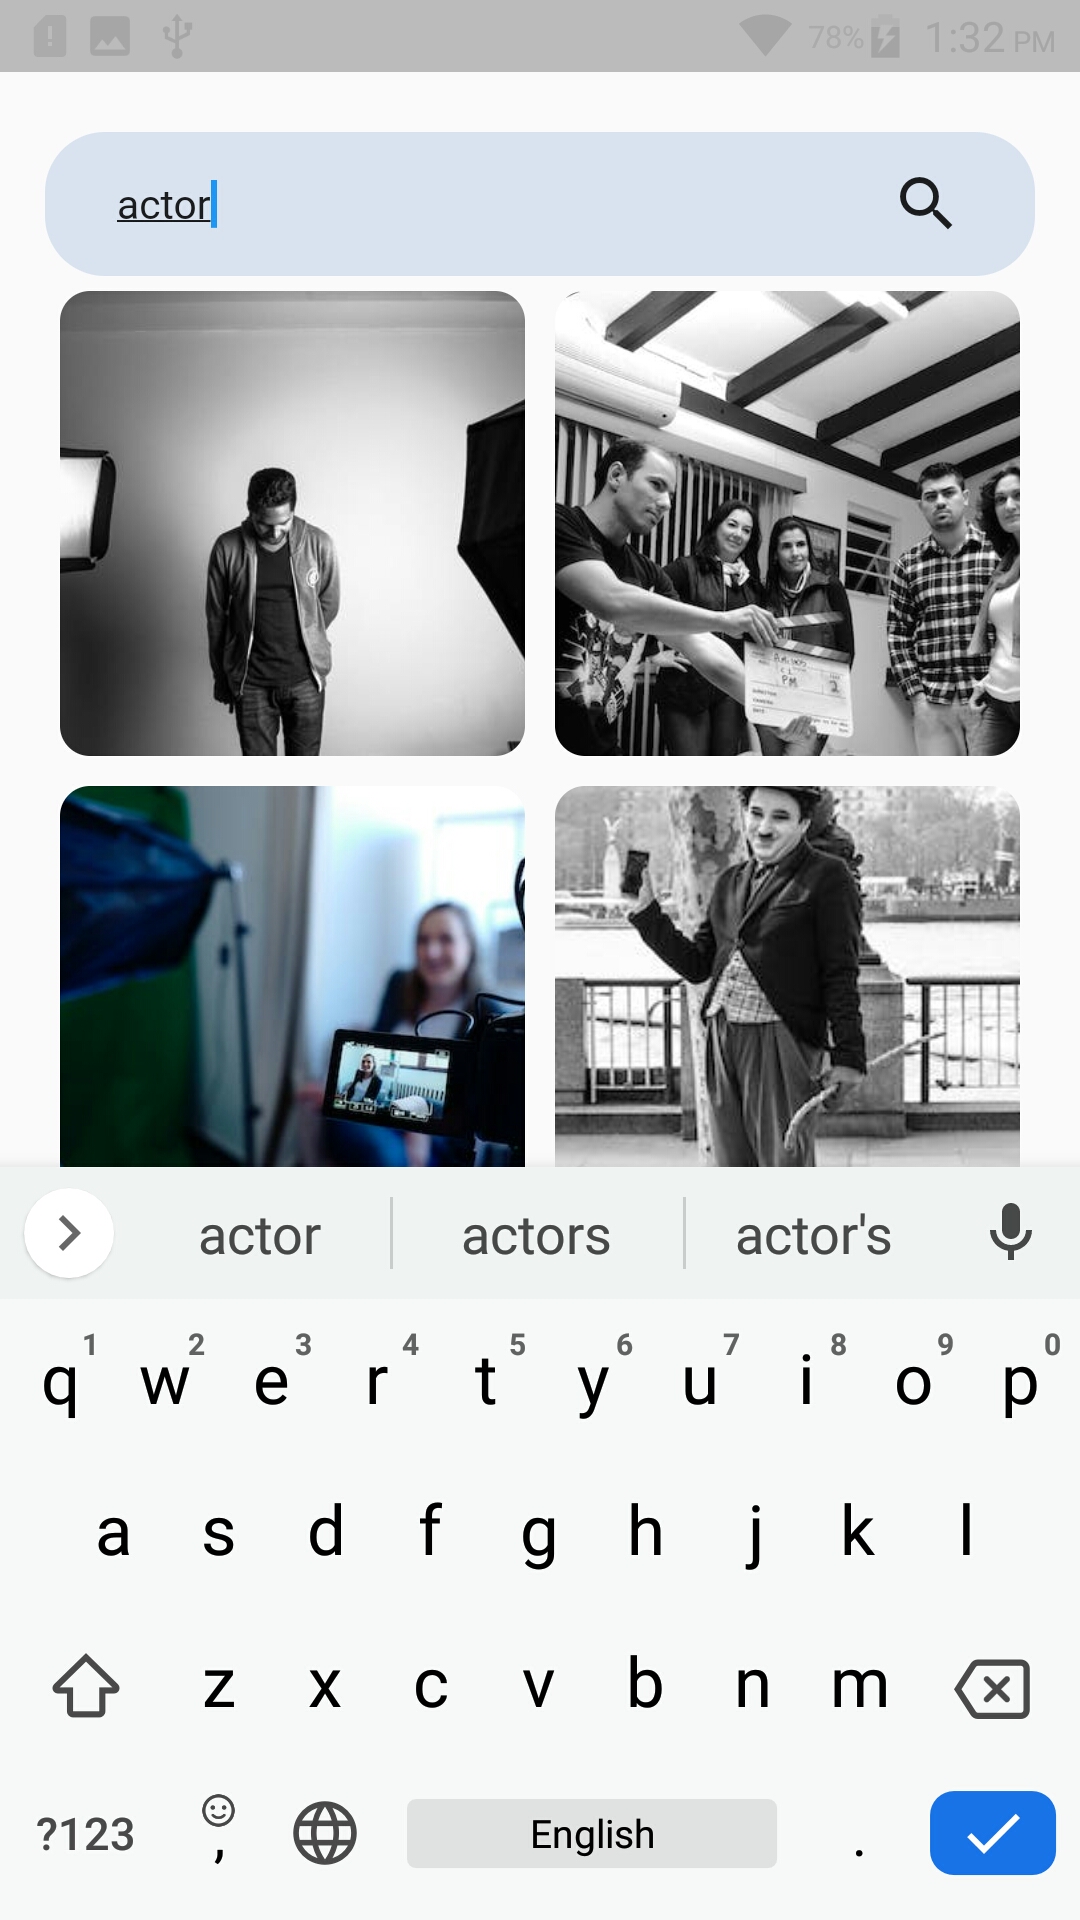 78% 1:32 PM
actor
actor actors actor's
1 2 3 4 5 6 7 8 9 0
q w e r t y u i o p
a s d f g h j k l
z x c v b n m
?123 , English .